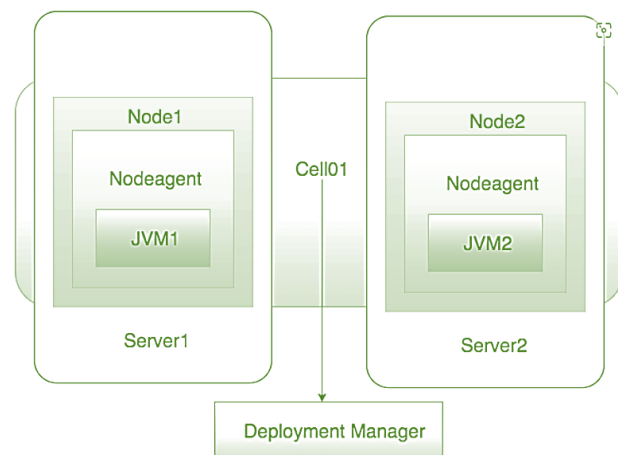 Node1
Nodeagent
JVM1
Server1
Cell01
Node2
Nodeagent
JVM2
Server2
Deployment Manager